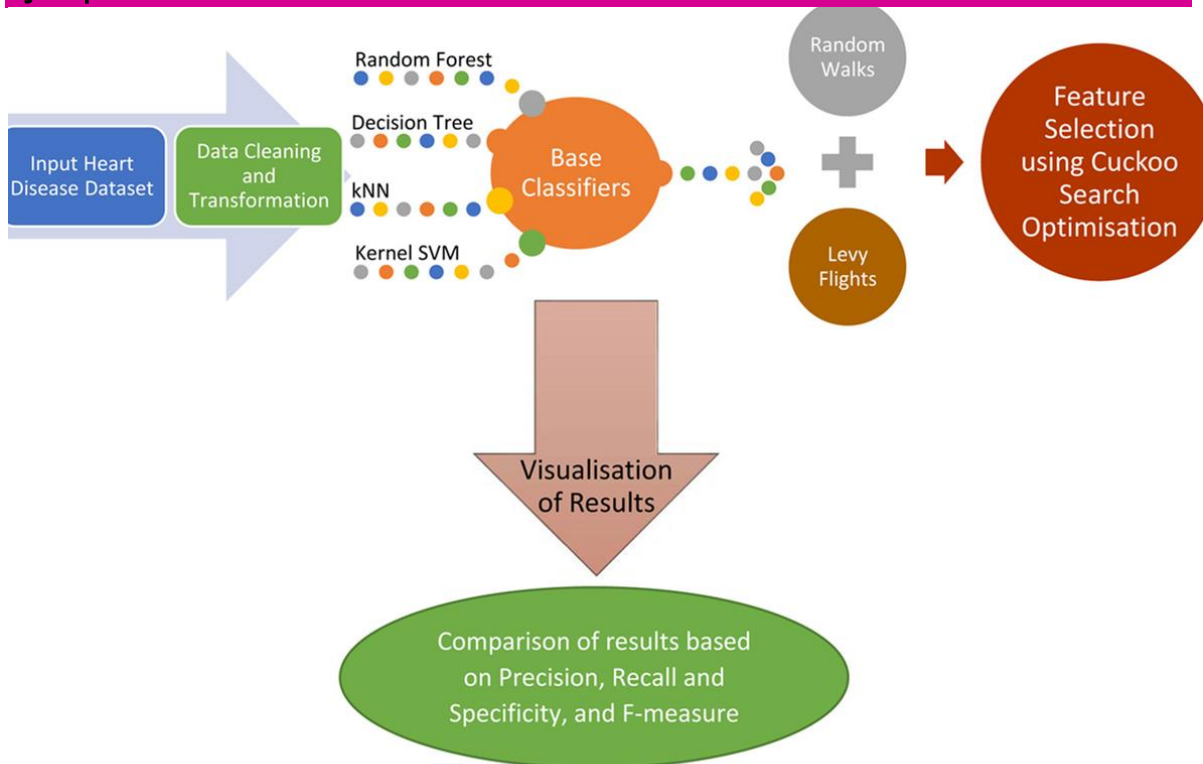 Input Heart
Disease Dataset
Data Cleaning
and
Transformation
Random Forest
Decision Tree
kNN
Kernel SVM
Base
Classifiers
Random
Walks
Levy
Flights
Feature
Selection
using Cuckoo
Search
Optimisation
Visualisation
of Results
Comparison of results based
on Precision, Recall and
Specificity, and F-measure